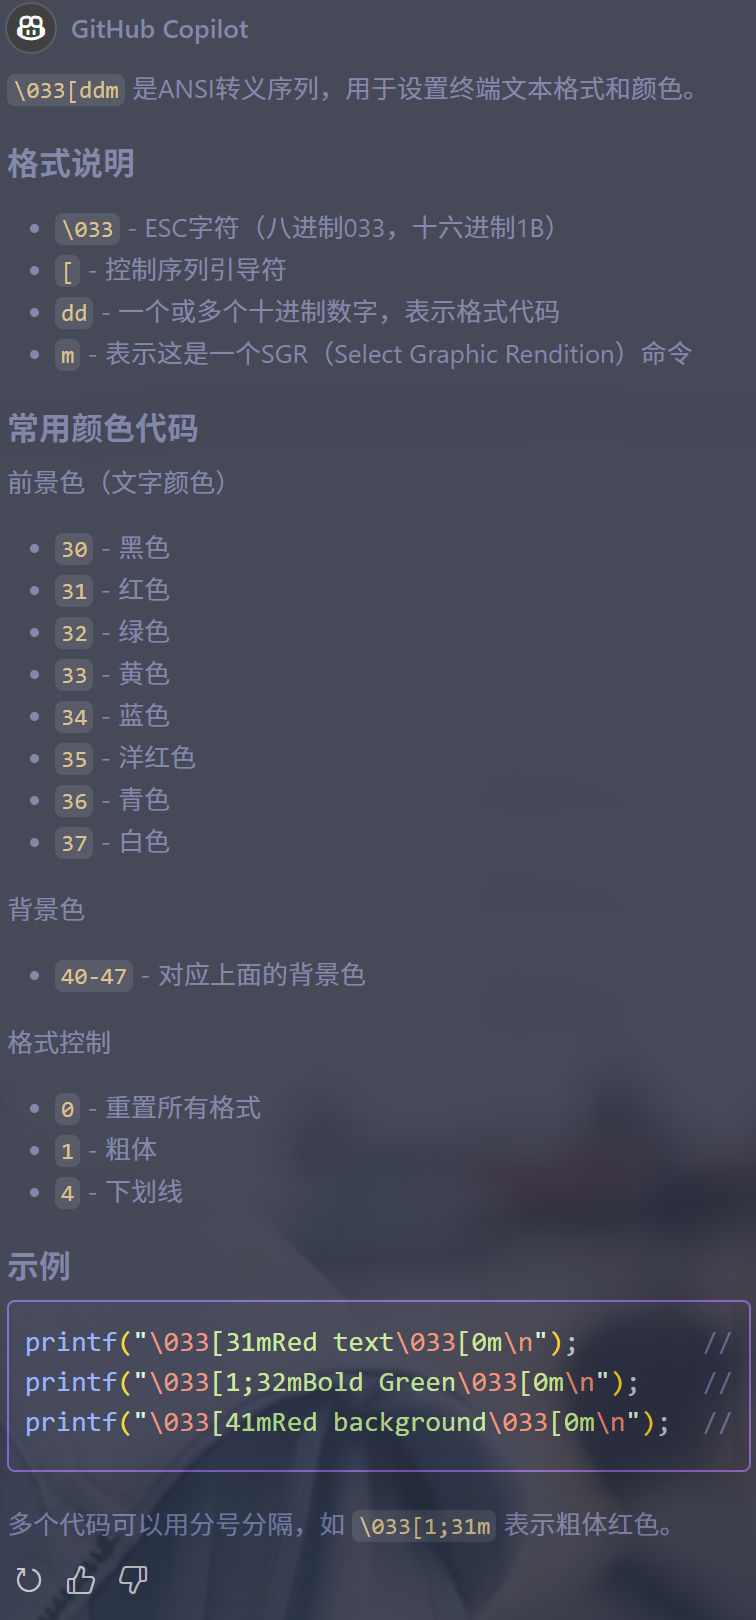 GitHub Copilot
\033[ddm 是ANSI转义序列，用于设置终端文本格式和颜色。
格式说明
• \033 - ESC字符（八进制033，十六进制1B）
• [ - 控制序列引导符
• dd - 一个或多个十进制数字，表示格式代码
• m - 表示这是一个SGR（Select Graphic Rendition）命令
常用颜色代码
前景色（文字颜色）
• 30 - 黑色
• 31 - 红色
• 32 - 绿色
• 33 - 黄色
• 34 - 蓝色
• 35 - 洋红色
• 36 - 青色
• 37 - 白色
背景色
• 40-47 - 对应上面的背景色
格式控制
• 0 - 重置所有格式
• 1 - 粗体
• 4 - 下划线
示例
printf("\033[31mRed text\033[0m\n");        //
printf("\033[1;32mBold Green\033[0m\n");    //
printf("\033[41mRed background\033[0m\n");  //
多个代码可以用分号分隔，如 \033[1;31m 表示粗体红色。